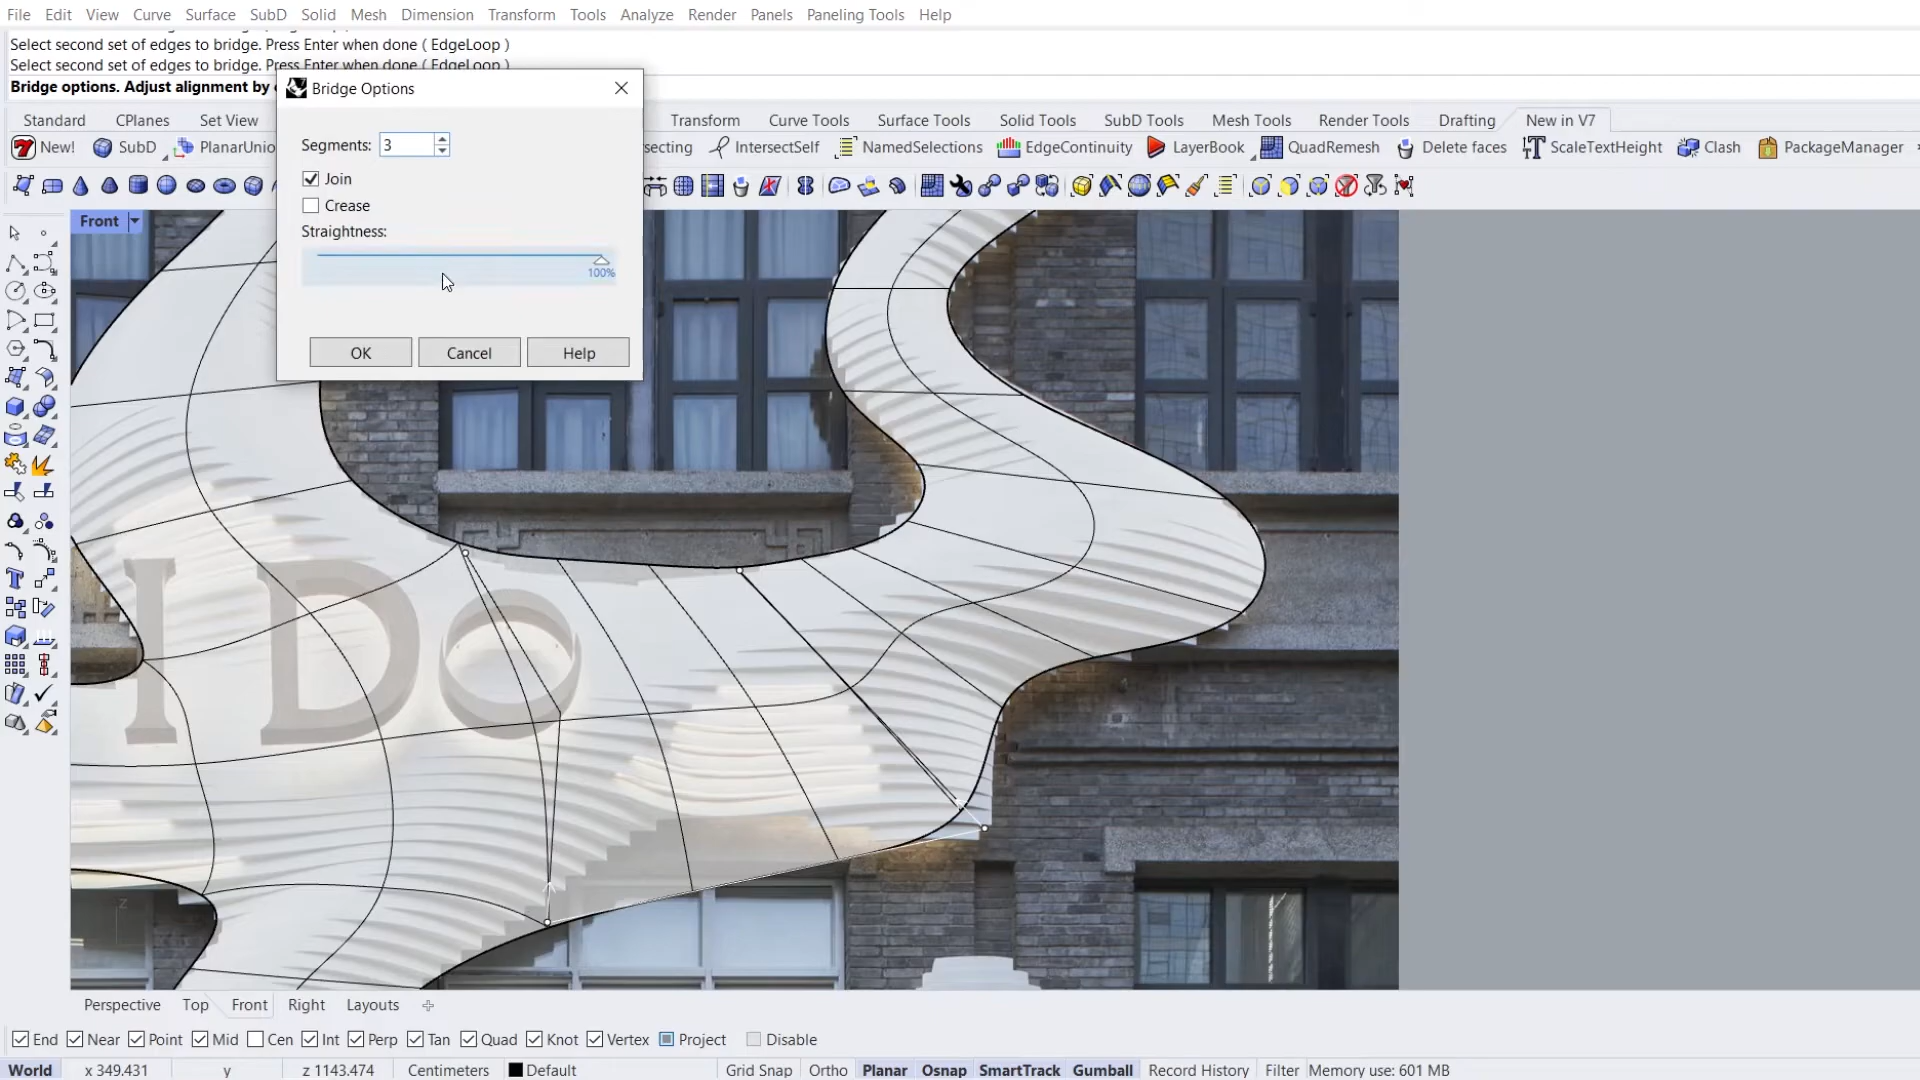 File Edit View Curve Surface SubD Solid Mesh Dimension Transform Tools Analyze Render Panels Paneling Tools Help
Select second set of edges to bridge. Press Enter when done ( EdgeLoop )
Select second set of edges to bridge. Press Enter when done ( EdgeLoop )
Bridge options. Adjust alignment by
Bridge Options
Segments: 3
Join
Crease
Straightness:
100%
OK Cancel Help
Standard CPlanes Set View Transform Curve Tools Surface Tools Solid Tools SubD Tools Mesh Tools Render Tools Drafting New in V7
New! SubD PlanarUnio secting IntersectSelf NamedSelections EdgeContinuity LayerBook QuadRemesh Delete faces ScaleTextHeight Clash PackageManager
Front
I Do
z
Perspective Top Front Right Layouts
End Near Point Mid Cen Int Perp Tan Quad Knot Vertex Project Disable
World x 349.431 y z 1143.474 Centimeters Default Grid Snap Ortho Planar Osnap SmartTrack Gumball Record History Filter Memory use: 601 MB